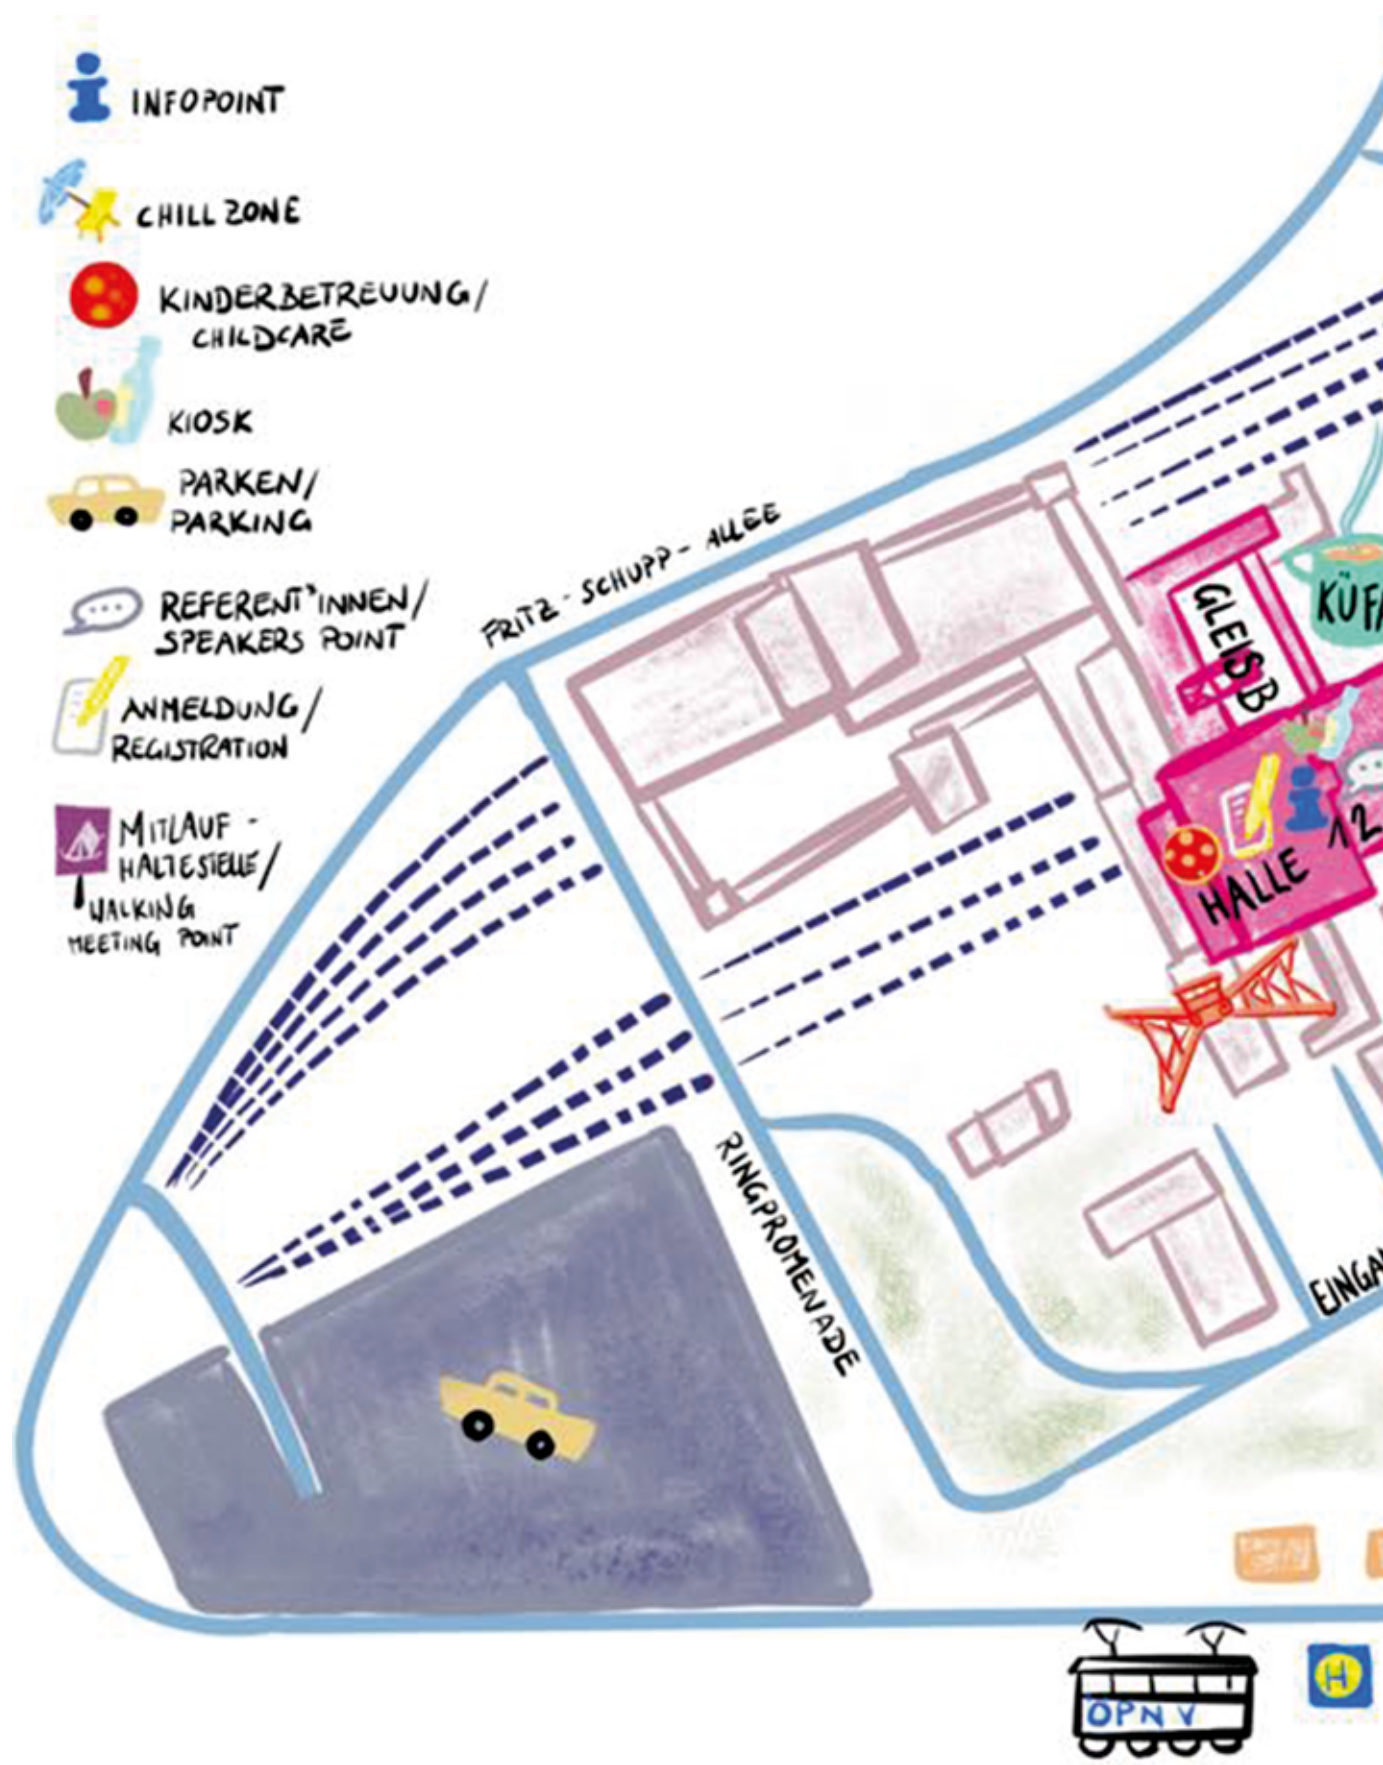 INFOPOINT
CHILL ZONE
KINDERBETREUUNG/
CHILDCARE
KIOSK
PARKEN/
PARKING
REFERENT*INNEN/
SPEAKERS POINT
ANMELDUNG/
REGISTRATION
MITLAUF-
HALTESTELLE/
WALKING
MEETING POINT
FRITZ-SCHUPP-ALLEE
GLEISB
KÜFA
HALLE 12
RINGPROMENADE
EINGA
ÖPNV
H